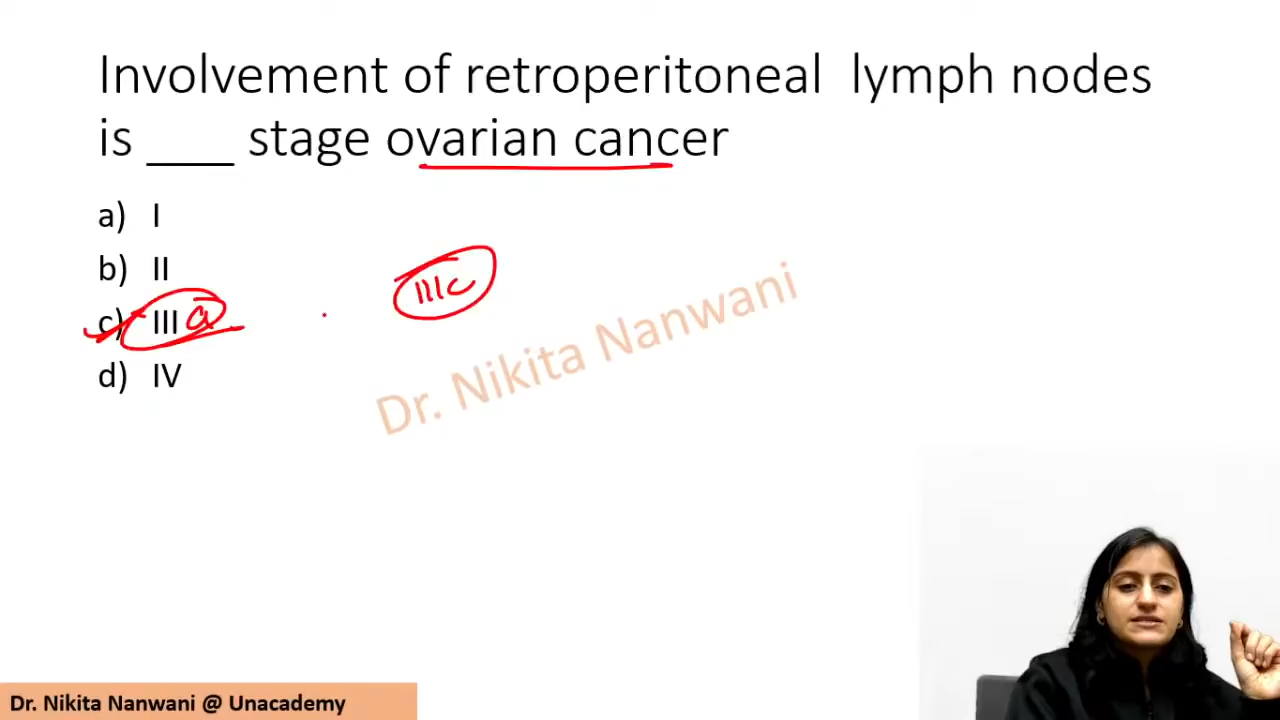 Involvement of retroperitoneal lymph nodes
is ___ stage ovarian cancer
a) I
b) II
c) III a
IIIc
d) IV
Dr. Nikita Nanwani
Dr. Nikita Nanwani @ Unacademy